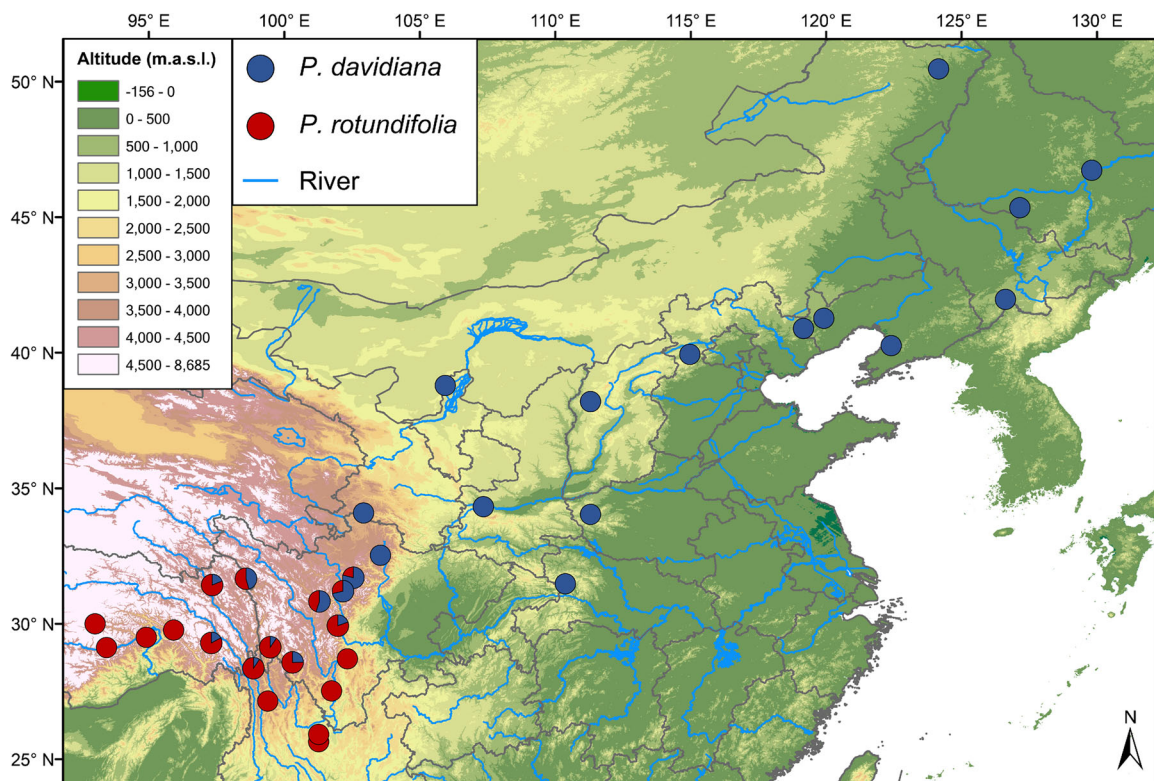 95° E 100° E 105° E 110° E 115° E 120° E 125° E 130° E
50° N
45° N
40° N
35° N
30° N
25° N
Altitude (m.a.s.l.)
-156 - 0
0 - 500
500 - 1,000
1,000 - 1,500
1,500 - 2,000
2,000 - 2,500
2,500 - 3,000
3,000 - 3,500
3,500 - 4,000
4,000 - 4,500
4,500 - 8,685
P. davidiana
P. rotundifolia
River
N